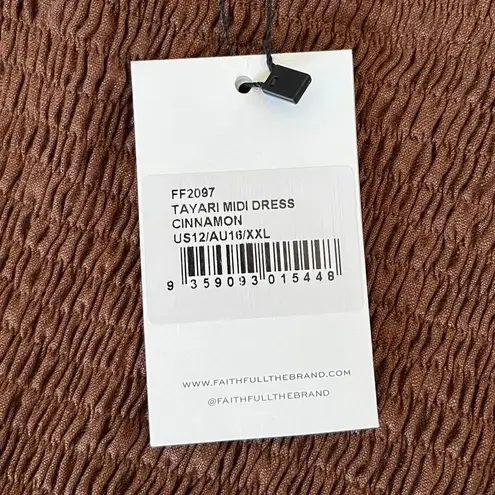 FF2097
TAYARI MIDI DRESS
CINNAMON
US12/AU16/XXL
9 359093 015448
WWW.FAITHFULLTHEBRAND.COM
@FAITHFULLTHEBRAND